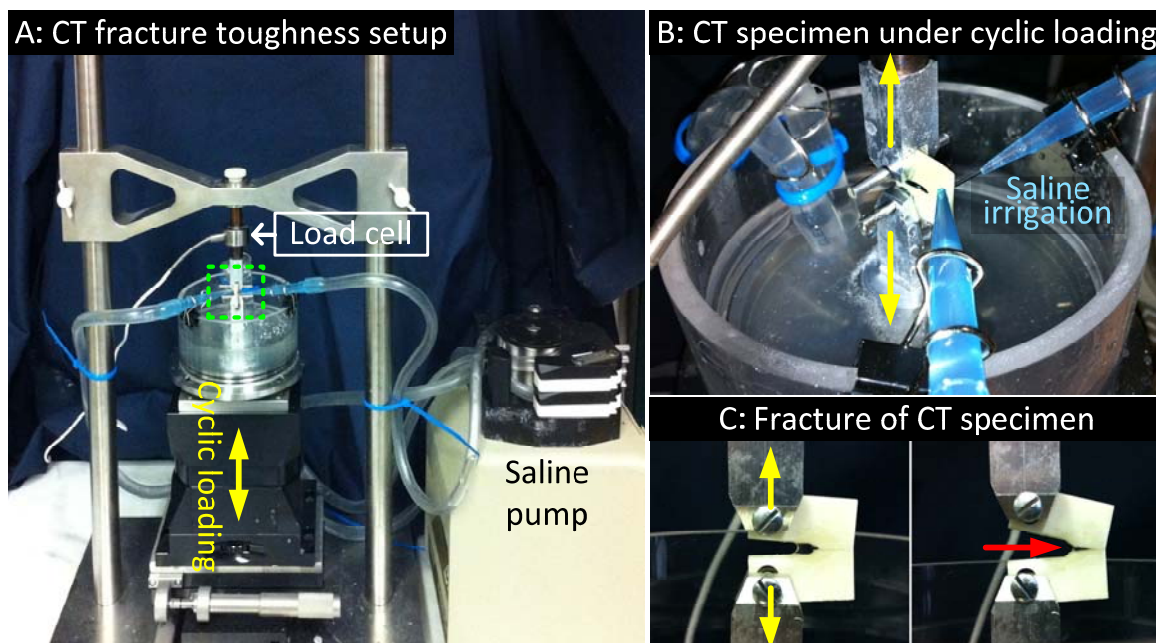 A: CT fracture toughness setup
Load cell
Cyclic loading
Saline
pump
B: CT specimen under cyclic loading
Saline
irrigation
C: Fracture of CT specimen